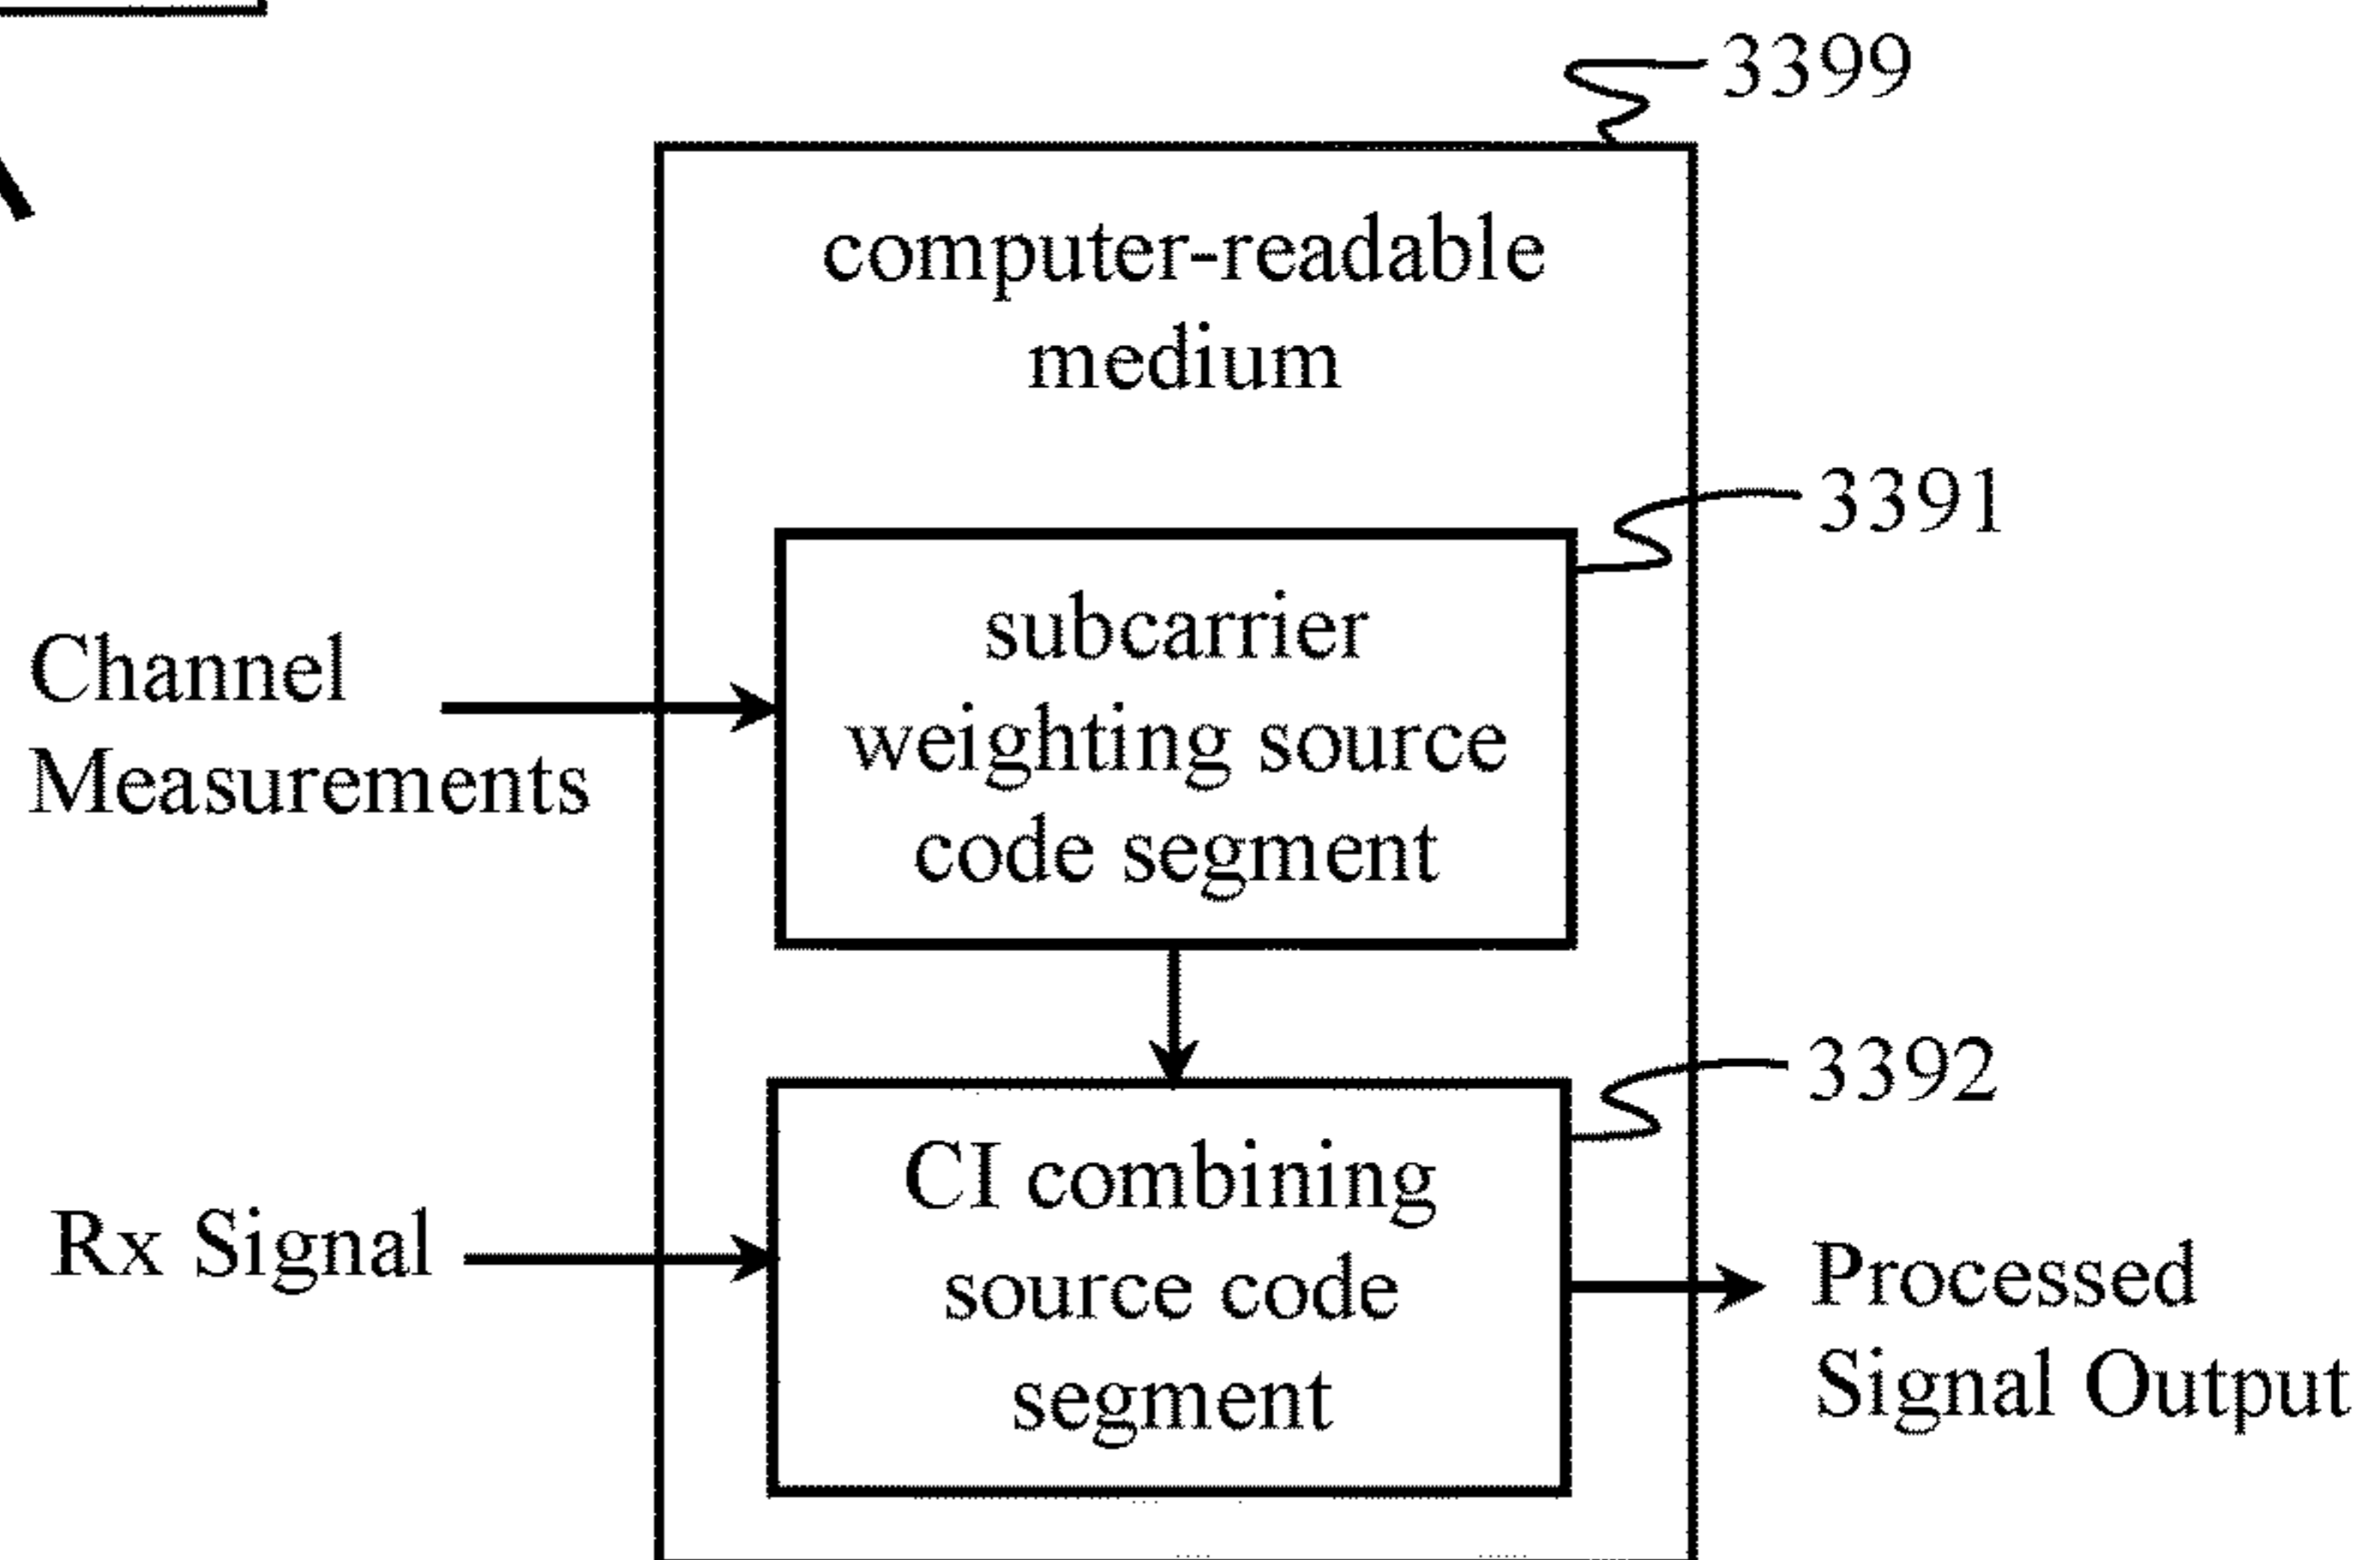 3399
computer-readable
medium
3391
subcarrier
weighting source
code segment
Channel
Measurements
3392
CI combining
source code
segment
Rx Signal
Processed
Signal Output